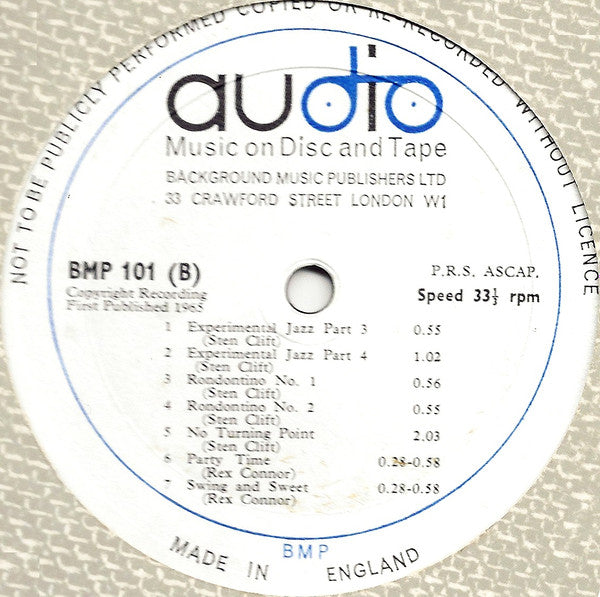 NOT TO BE PUBLICLY PERFORMED COPIED OR RE-RECORDED WITHOUT LICENCE
audio
Music on Disc and Tape
BACKGROUND MUSIC PUBLISHERS LTD
33 CRAWFORD STREET LONDON W1
BMP 101 (B)
P.R.S. ASCAP.
Copyright Recording
First Published 1965
Speed 33⅓ rpm
1 Experimental Jazz Part 3 0.55
(Sten Clift)
2 Experimental Jazz Part 4 1.02
(Sten Clift)
3 Rondontino No. 1 0.56
(Sten Clift)
4 Rondontino No. 2 0.55
(Sten Clift)
5 No Turning Point 2.03
(Sten Clift)
6 Party Time 0.28-0.58
(Rex Connor)
7 Swing and Sweet 0.28-0.58
(Rex Connor)
BMP
MADE IN ENGLAND